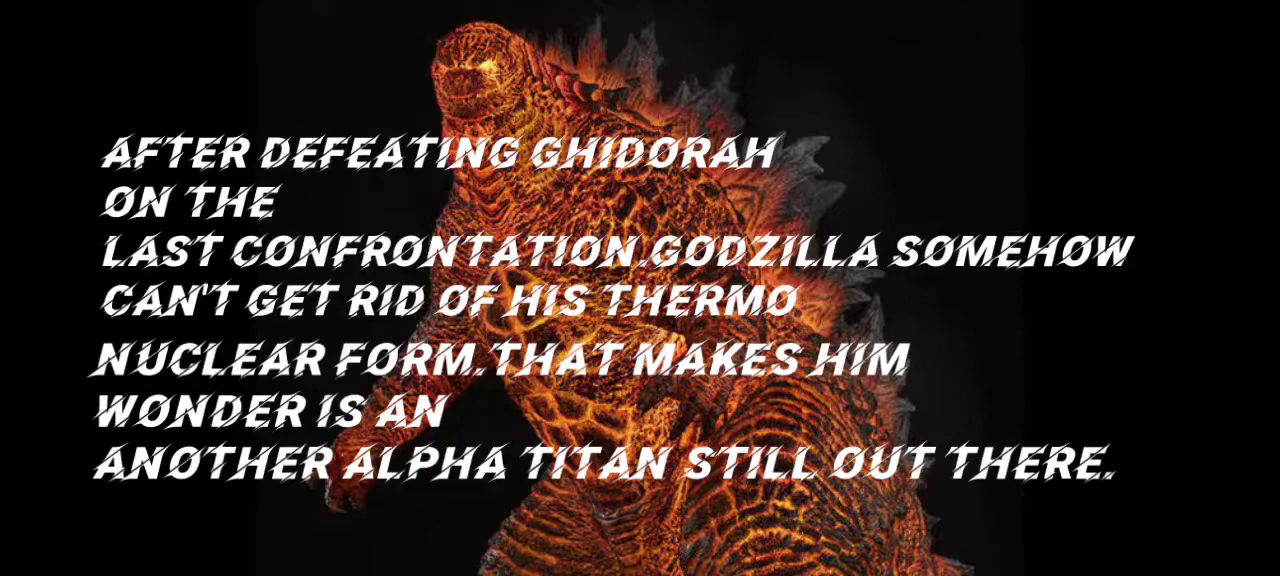 AFTER DEFEATING GHIDORAH
ON THE
LAST CONFRONTATION.GODZILLA SOMEHOW
CAN'T GET RID OF HIS THERMO
NUCLEAR FORM.THAT MAKES HIM
WONDER IS AN
ANOTHER ALPHA TITAN STILL OUT THERE.